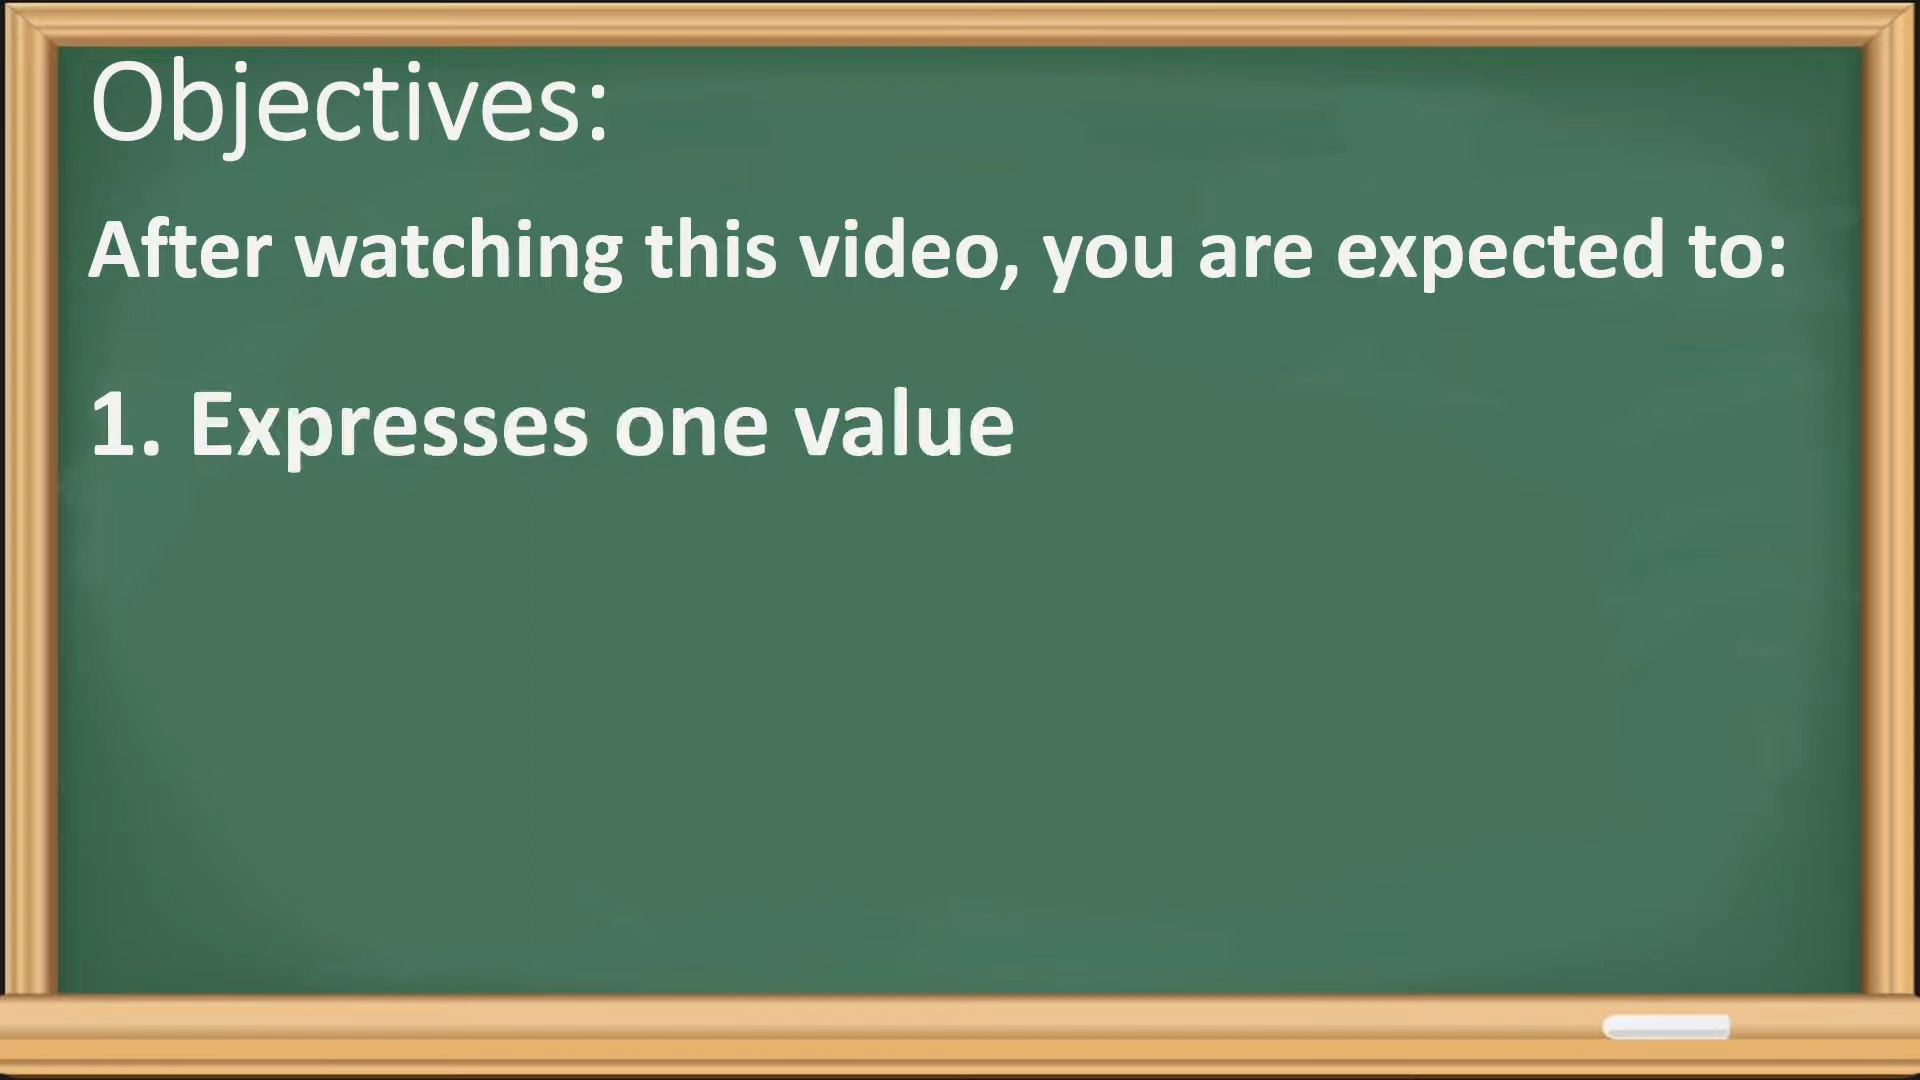 Objectives:
After watching this video, you are expected to:
1. Expresses one value